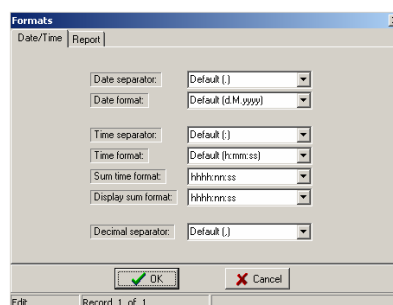 Formats
Date/Time Report
Date separator: Default (.)
Date format: Default (d.M.yyyy)
Time separator: Default (:)
Time format: Default (h:mm:ss)
Sum time format: hhhh:nn:ss
Display sum format: hhhh:nn:ss
Decimal separator: Default (,)
OK Cancel
Edit Record 1 of 1